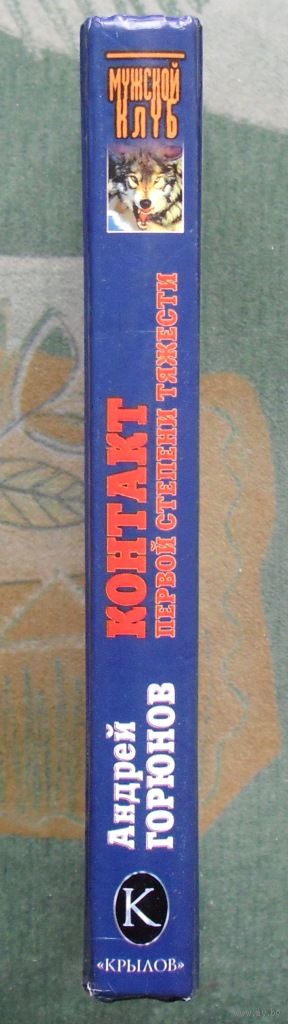 МУЖСКОЙ
КЛУБ
КОНТАКТ
ПЕРВОЙ СТЕПЕНИ ТЯЖЕСТИ
Андрей
ГОРЮНОВ
К
«КРЫЛОВ»